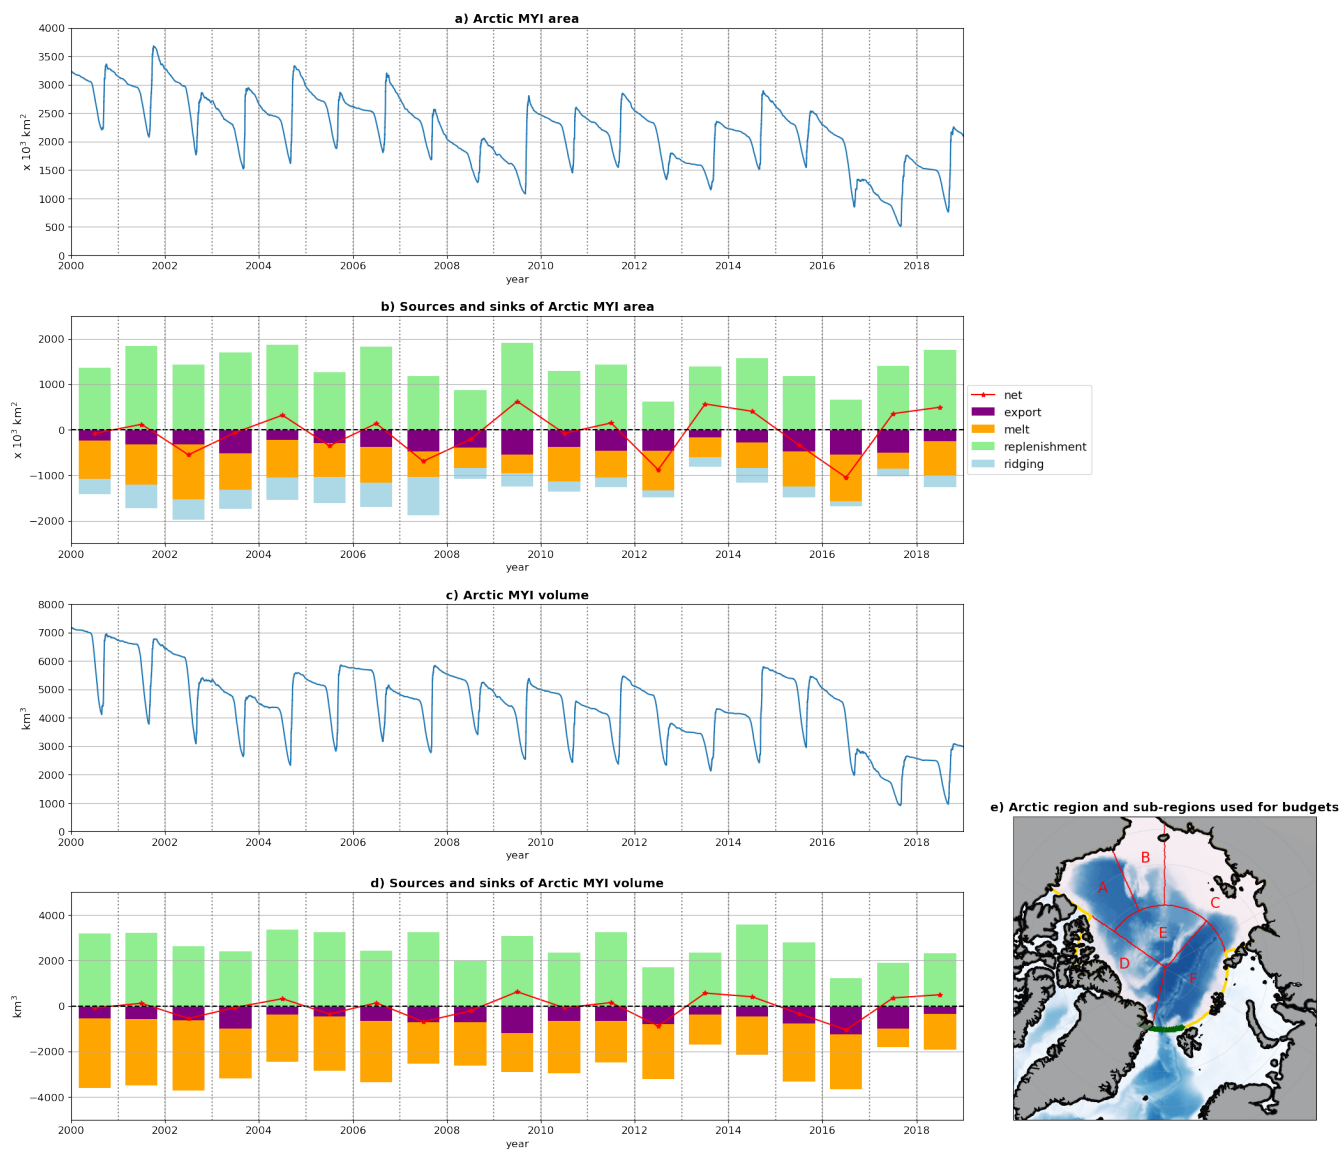 a) Arctic MYI area
4000
3500
3000
2500
2000
1500
1000
500
0
x 10³ km²
2000 2002 2004 2006 2008 2010 2012 2014 2016 2018
year
b) Sources and sinks of Arctic MYI area
2000
1000
0
−1000
−2000
x 10³ km²
2000 2002 2004 2006 2008 2010 2012 2014 2016 2018
year
net
export
melt
replenishment
ridging
c) Arctic MYI volume
8000
7000
6000
5000
4000
3000
2000
1000
0
km³
2000 2002 2004 2006 2008 2010 2012 2014 2016 2018
year
d) Sources and sinks of Arctic MYI volume
4000
2000
0
−2000
−4000
km³
2000 2002 2004 2006 2008 2010 2012 2014 2016 2018
year
e) Arctic region and sub-regions used for budgets
B
A
C
E
D
F